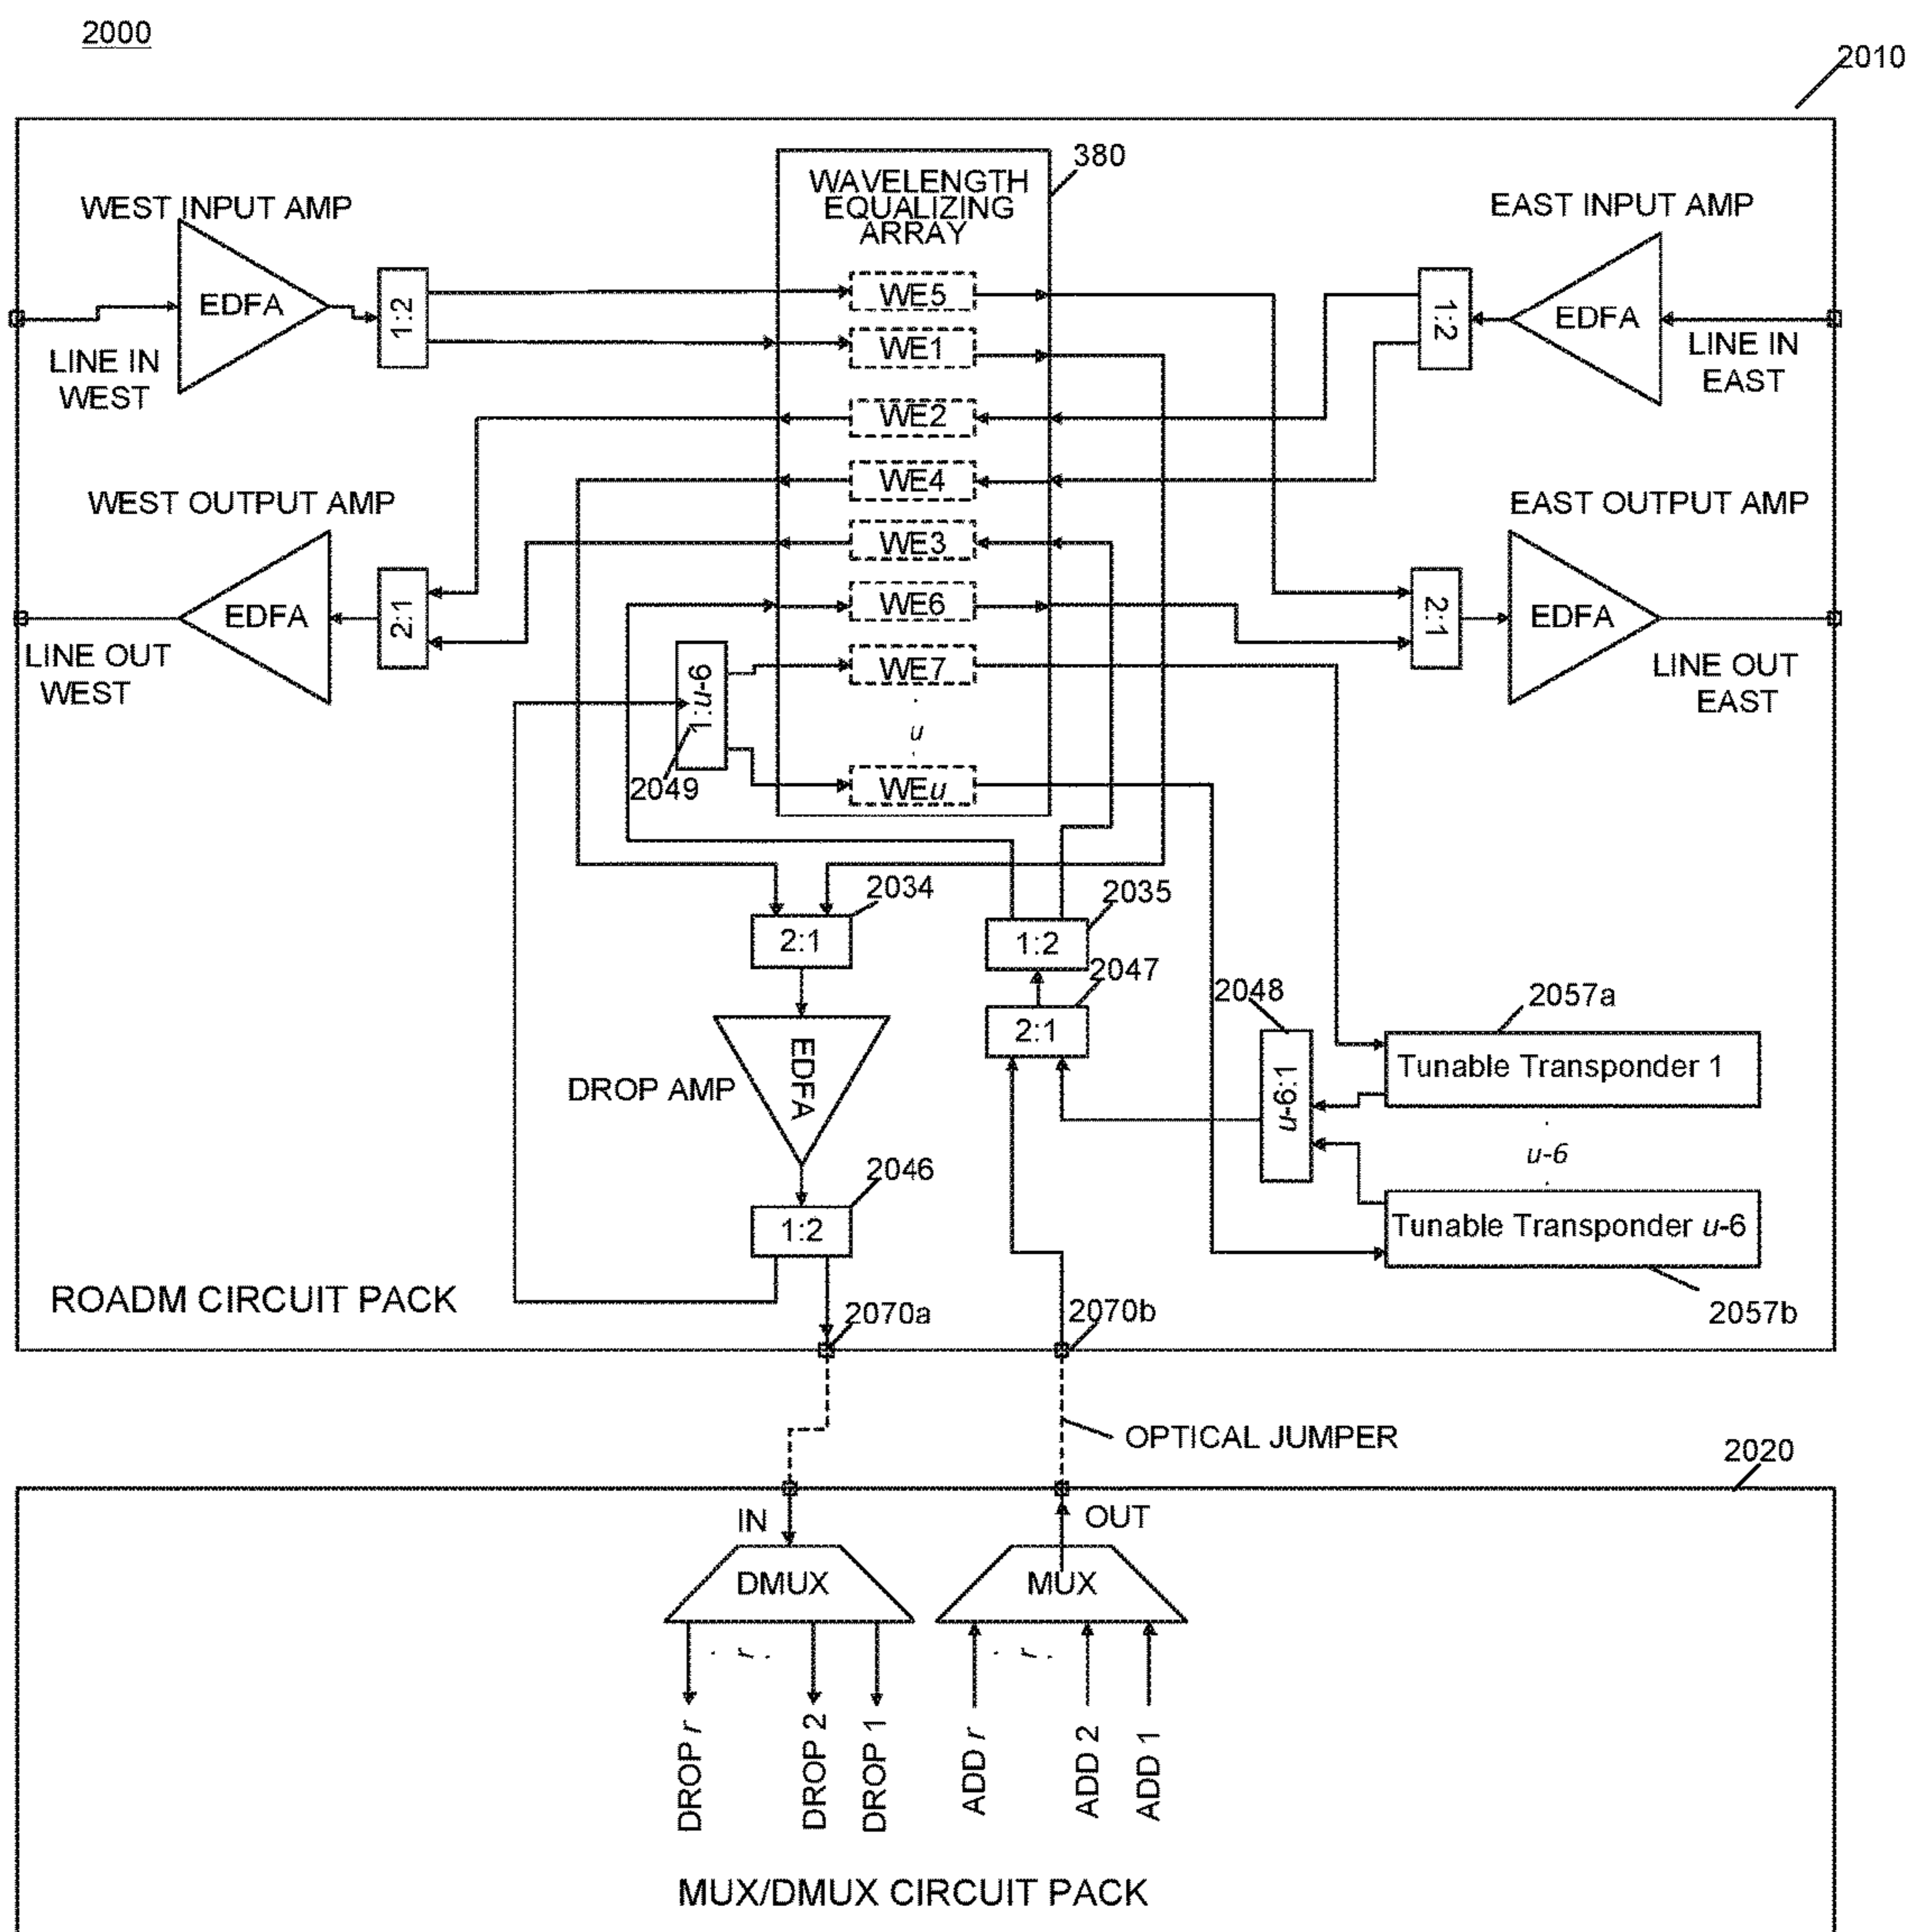 2000
2010
380
WAVELENGTH
EQUALIZING
ARRAY
WEST INPUT AMP
EAST INPUT AMP
EDFA
1:2
WE5
1:2
EDFA
WE1
LINE IN
WEST
LINE IN
EAST
WE2
WE4
WEST OUTPUT AMP
EAST OUTPUT AMP
WE3
EDFA
2:1
WE6
2:1
EDFA
LINE OUT
WEST
1:u-6
WE7
LINE OUT
EAST
u
2049
WEu
2034
2035
2:1
1:2
2047
2048
2057a
2:1
EDFA
DROP AMP
u-6:1
Tunable Transponder 1
u-6
2046
1:2
Tunable Transponder u-6
ROADM CIRCUIT PACK
2070a
2070b
2057b
OPTICAL JUMPER
2020
IN
OUT
DMUX
MUX
r
r
DROP r
DROP 2
DROP 1
ADD r
ADD 2
ADD 1
MUX/DMUX CIRCUIT PACK